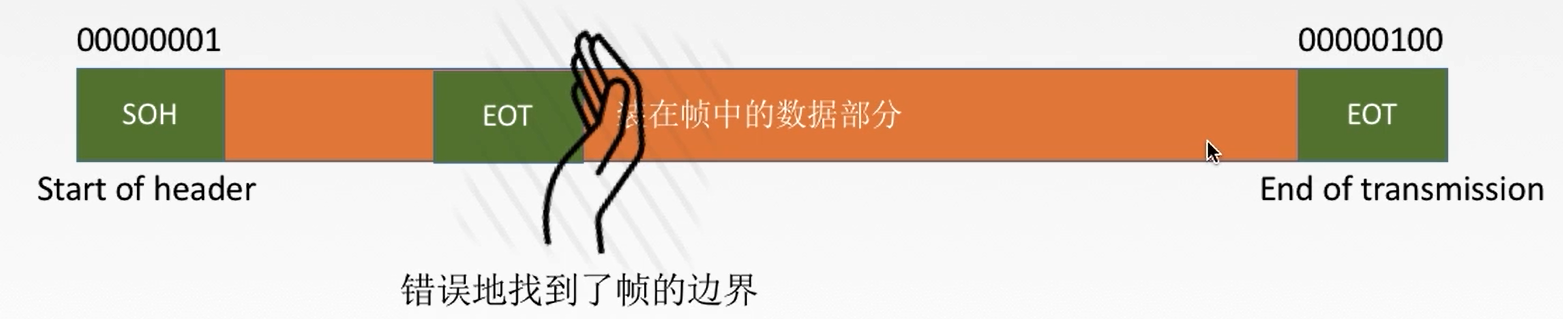 00000001
00000100
SOH
EOT
装在帧中的数据部分
EOT
Start of header
End of transmission
错误地找到了帧的边界